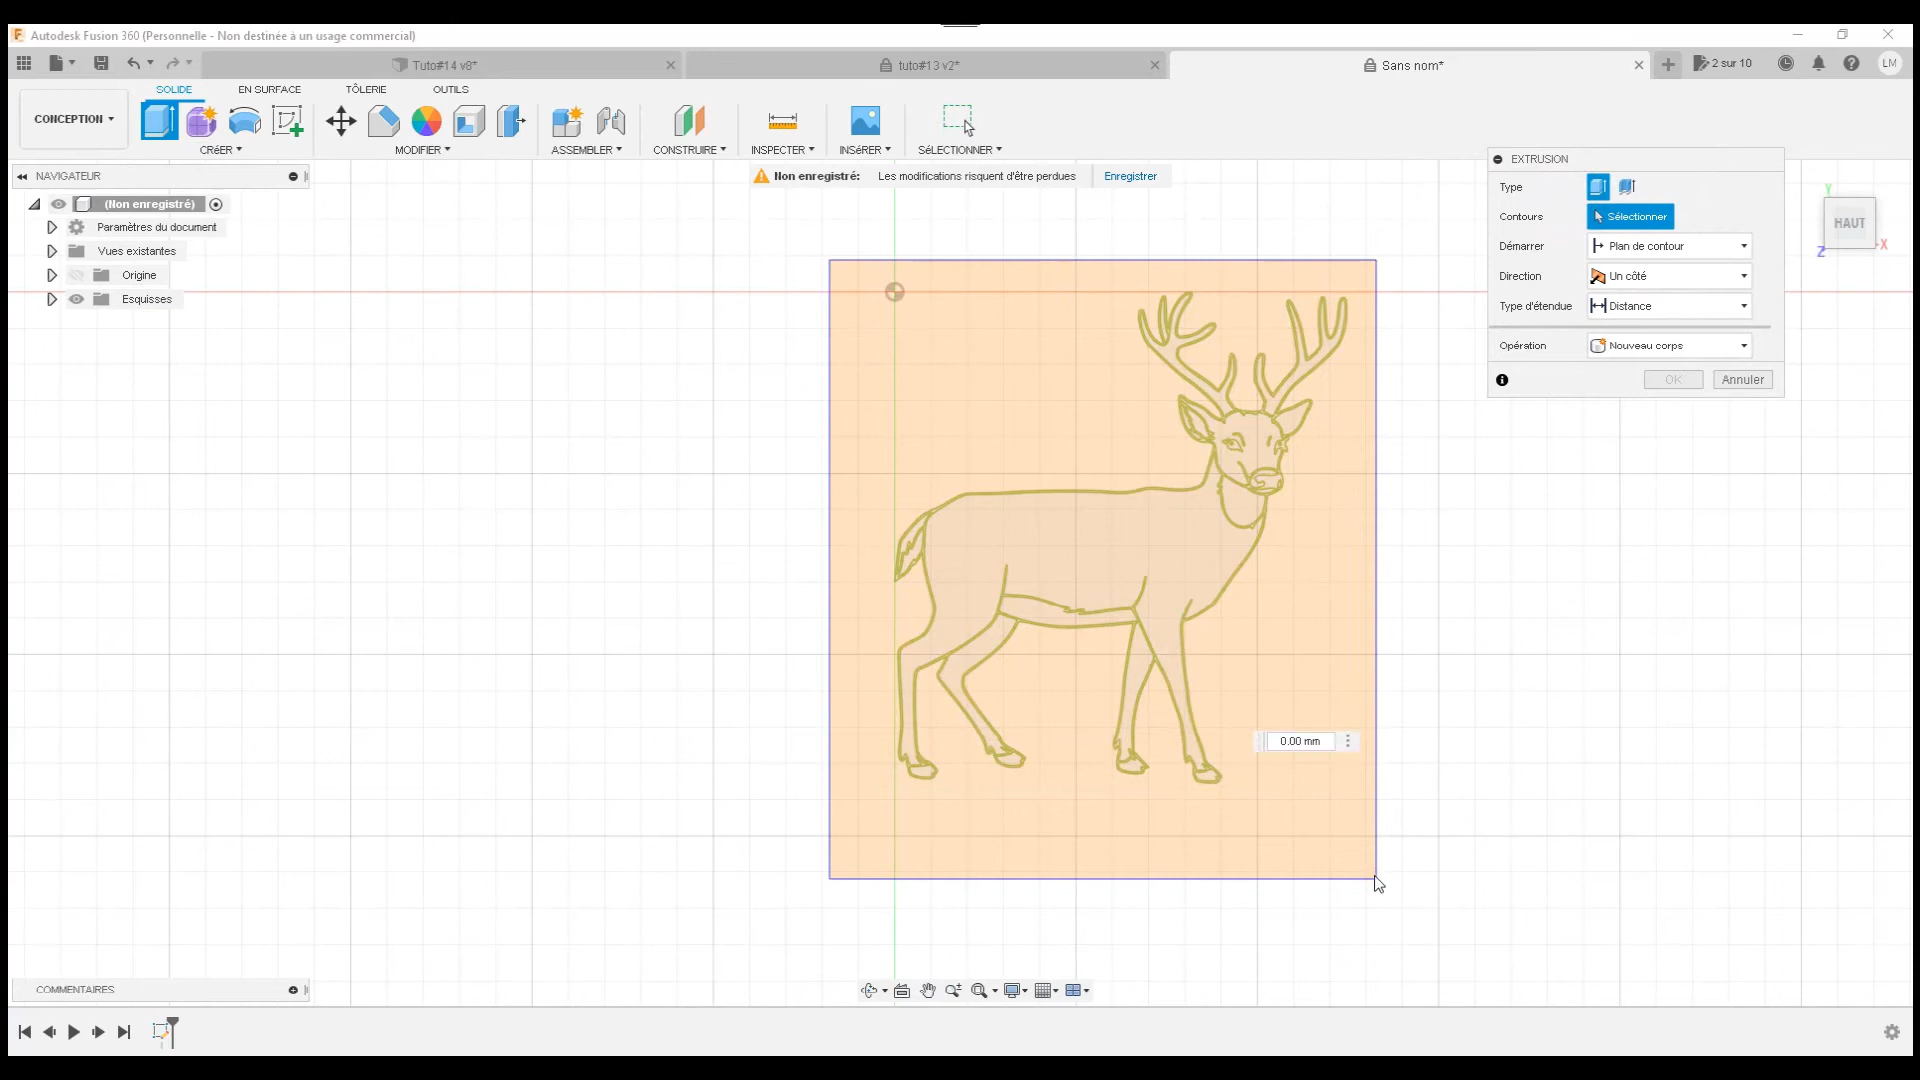 Autodesk Fusion 360 (Personnelle - Non destinée à un usage commercial)
Tuto#14 v8*
tuto#13 v2*
Sans nom*
2 sur 10
LM
SOLIDE
EN SURFACE
TÔLERIE
OUTILS
CONCEPTION
CRéER
MODIFIER
ASSEMBLER
CONSTRUIRE
INSPECTER
INSéRER
SéLECTIONNER
NAVIGATEUR
(Non enregistré)
Paramètres du document
Vues existantes
Origine
Esquisses
Non enregistré: Les modifications risquent d'être perdues Enregistrer
EXTRUSION
Type
Contours Sélectionner
Démarrer Plan de contour
Direction Un côté
Type d'étendue Distance
Opération Nouveau corps
OK Annuler
Y
HAUT
X
Z
0.00 mm
COMMENTAIRES